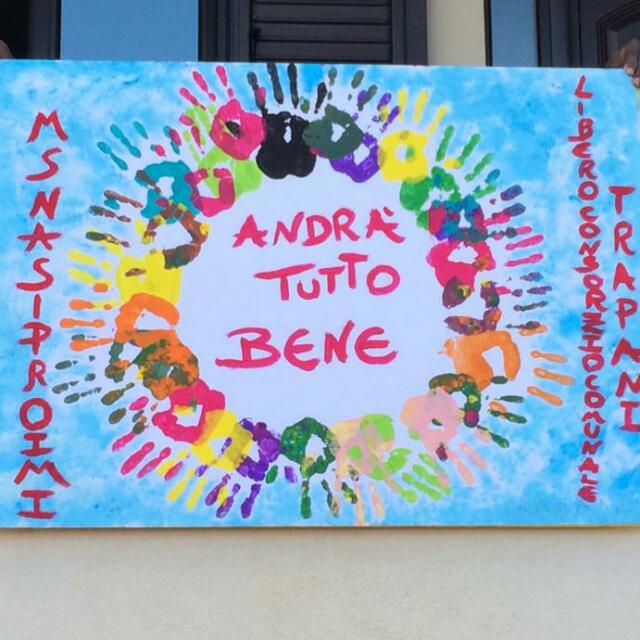 MSNASIPROIMI
ANDRÀ
TUTTO
BENE
LIBEROCONSORZIOCOMUNALE
TRAPANI